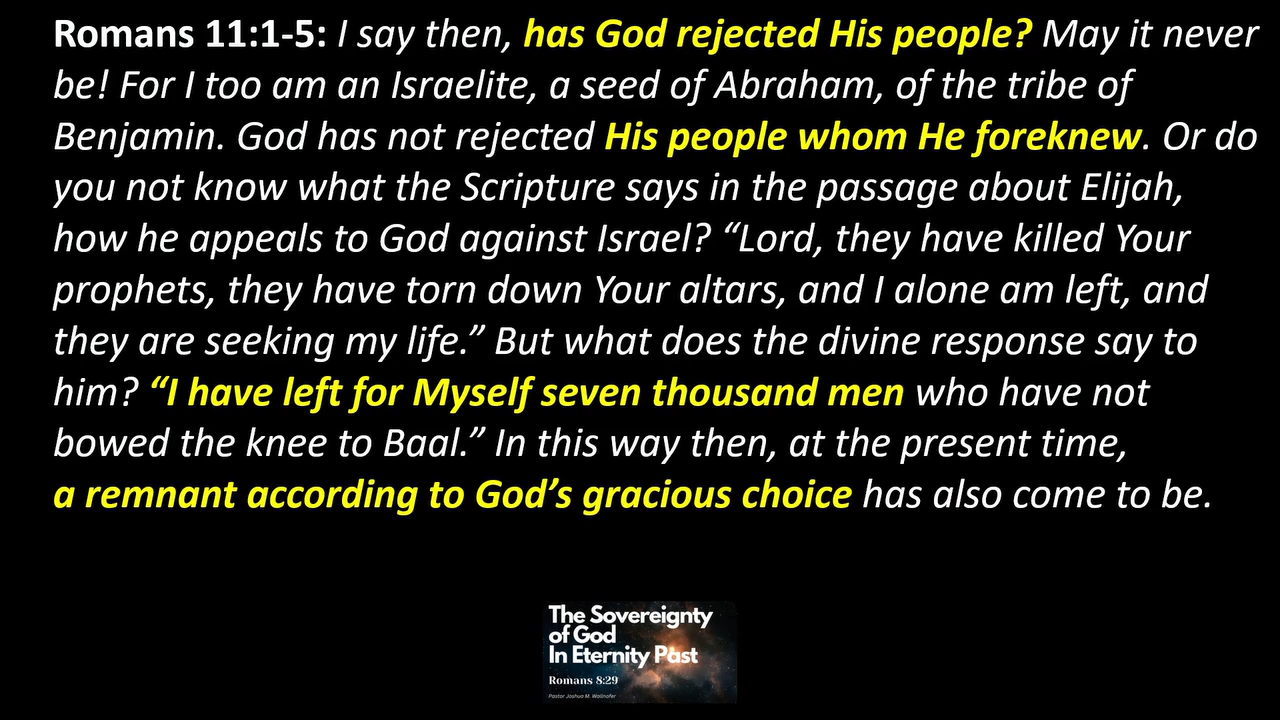 Romans 11:1-5: I say then, has God rejected His people? May it never
be! For I too am an Israelite, a seed of Abraham, of the tribe of
Benjamin. God has not rejected His people whom He foreknew. Or do
you not know what the Scripture says in the passage about Elijah,
how he appeals to God against Israel? “Lord, they have killed Your
prophets, they have torn down Your altars, and I alone am left, and
they are seeking my life.” But what does the divine response say to
him? “I have left for Myself seven thousand men who have not
bowed the knee to Baal.” In this way then, at the present time,
a remnant according to God’s gracious choice has also come to be.
The Sovereignty
of God
In Eternity Past
Romans 8:29
Pastor Joshua M. Wallnofer